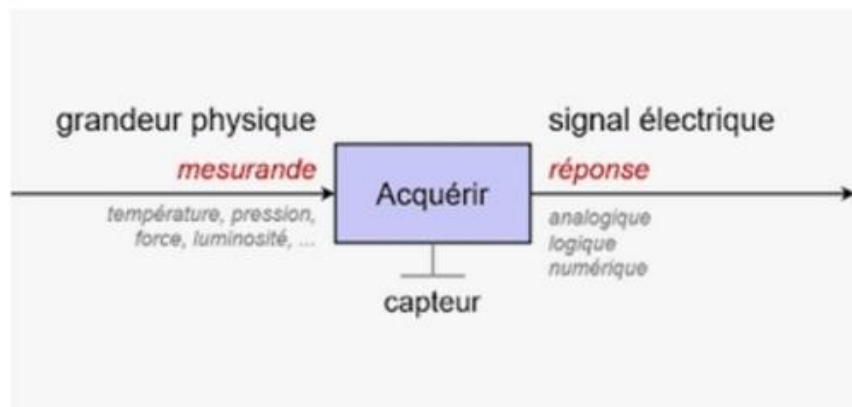 grandeur physique
mesurande
température, pression,
force, luminosité, ...
Acquérir
capteur
signal électrique
réponse
analogique
logique
numérique